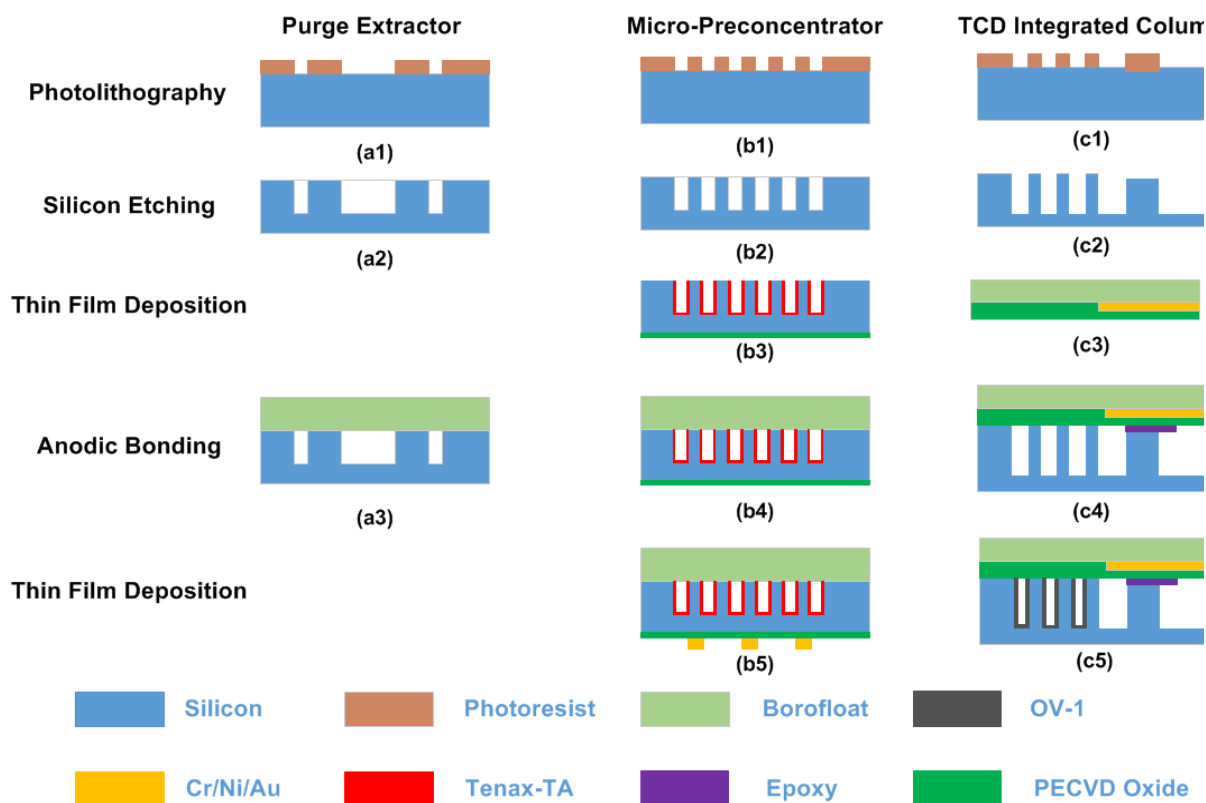 Purge Extractor
Micro-Preconcentrator
TCD Integrated Colum
Photolithography
(a1)
(b1)
(c1)
Silicon Etching
(a2)
(b2)
(c2)
Thin Film Deposition
(b3)
(c3)
Anodic Bonding
(a3)
(b4)
(c4)
Thin Film Deposition
(b5)
(c5)
Silicon
Photoresist
Borofloat
OV-1
Cr/Ni/Au
Tenax-TA
Epoxy
PECVD Oxide